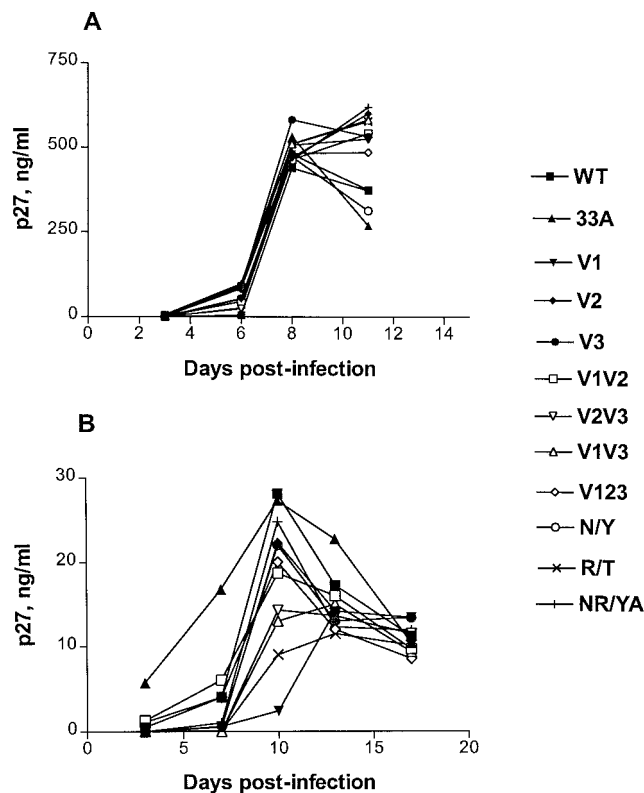 A
750
500
250
0
p27, ng/ml
0 2 4 6 8 10 12 14
Days post-infection
B
30
20
10
0
p27, ng/ml
0 5 10 15 20
Days post-infection
WT
33A
V1
V2
V3
V1V2
V2V3
V1V3
V123
N/Y
R/T
NR/YA